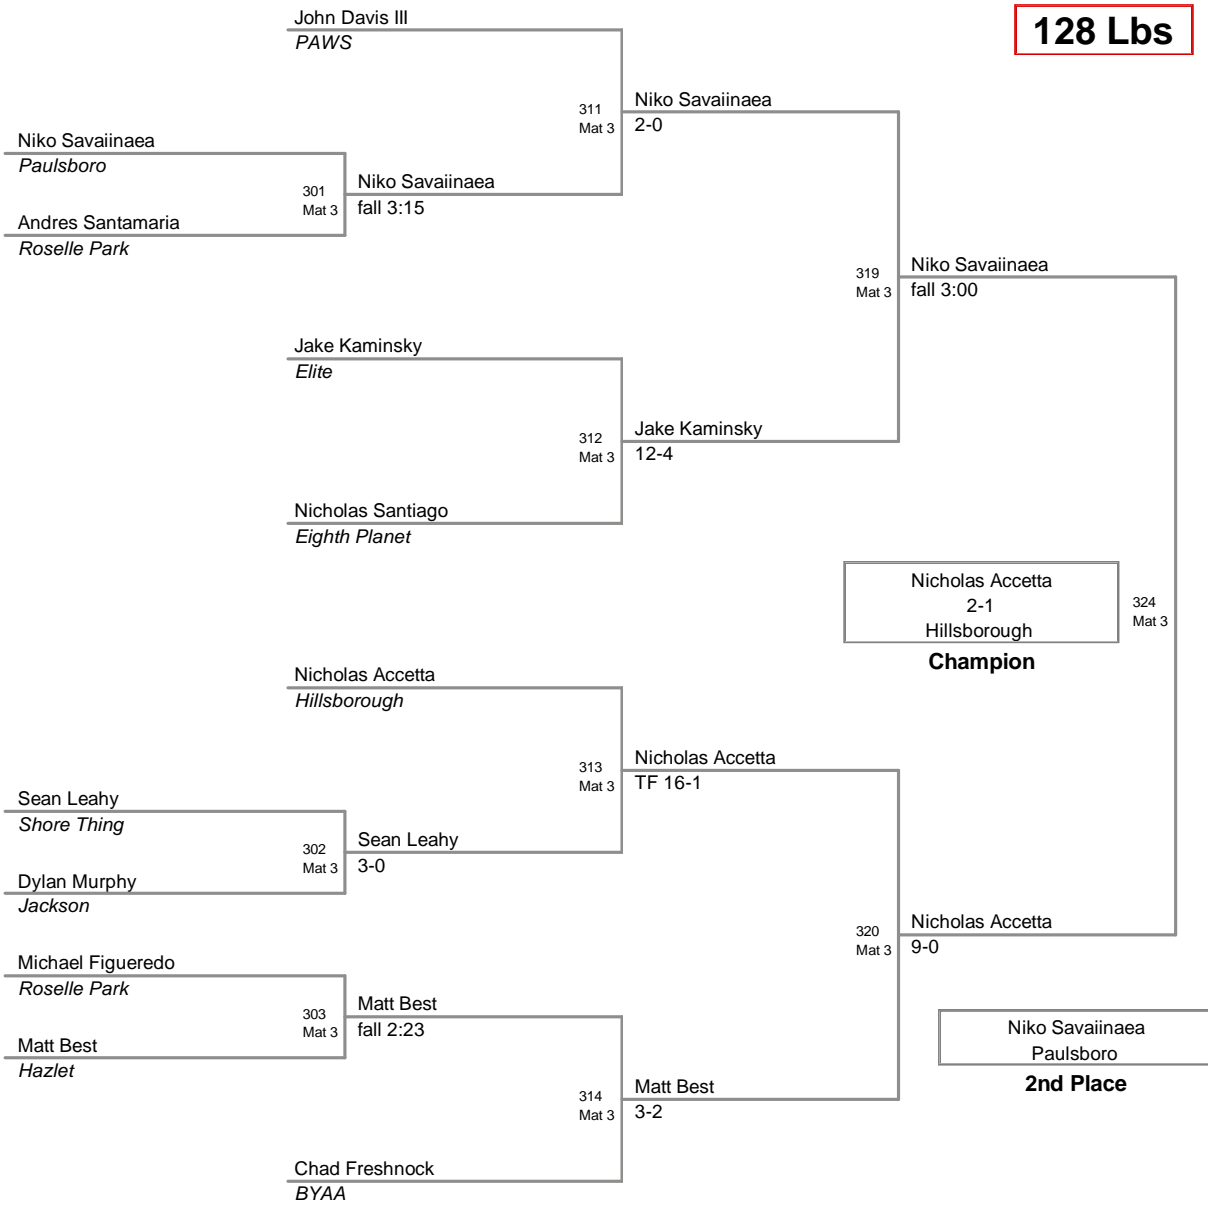 John Davis III
PAWS
128 Lbs
311
Mat 3
Niko Savaiinaea
2-0
Niko Savaiinaea
Paulsboro
301
Mat 3
Niko Savaiinaea
fall 3:15
Andres Santamaria
Roselle Park
319
Mat 3
Niko Savaiinaea
fall 3:00
Jake Kaminsky
Elite
312
Mat 3
Jake Kaminsky
12-4
Nicholas Santiago
Eighth Planet
Nicholas Accetta
2-1
Hillsborough
Champion
324
Mat 3
Nicholas Accetta
Hillsborough
313
Mat 3
Nicholas Accetta
TF 16-1
Sean Leahy
Shore Thing
302
Mat 3
Sean Leahy
3-0
Dylan Murphy
Jackson
320
Mat 3
Nicholas Accetta
9-0
Michael Figueredo
Roselle Park
303
Mat 3
Matt Best
fall 2:23
Matt Best
Hazlet
Niko Savaiinaea
Paulsboro
2nd Place
314
Mat 3
Matt Best
3-2
Chad Freshnock
BYAA